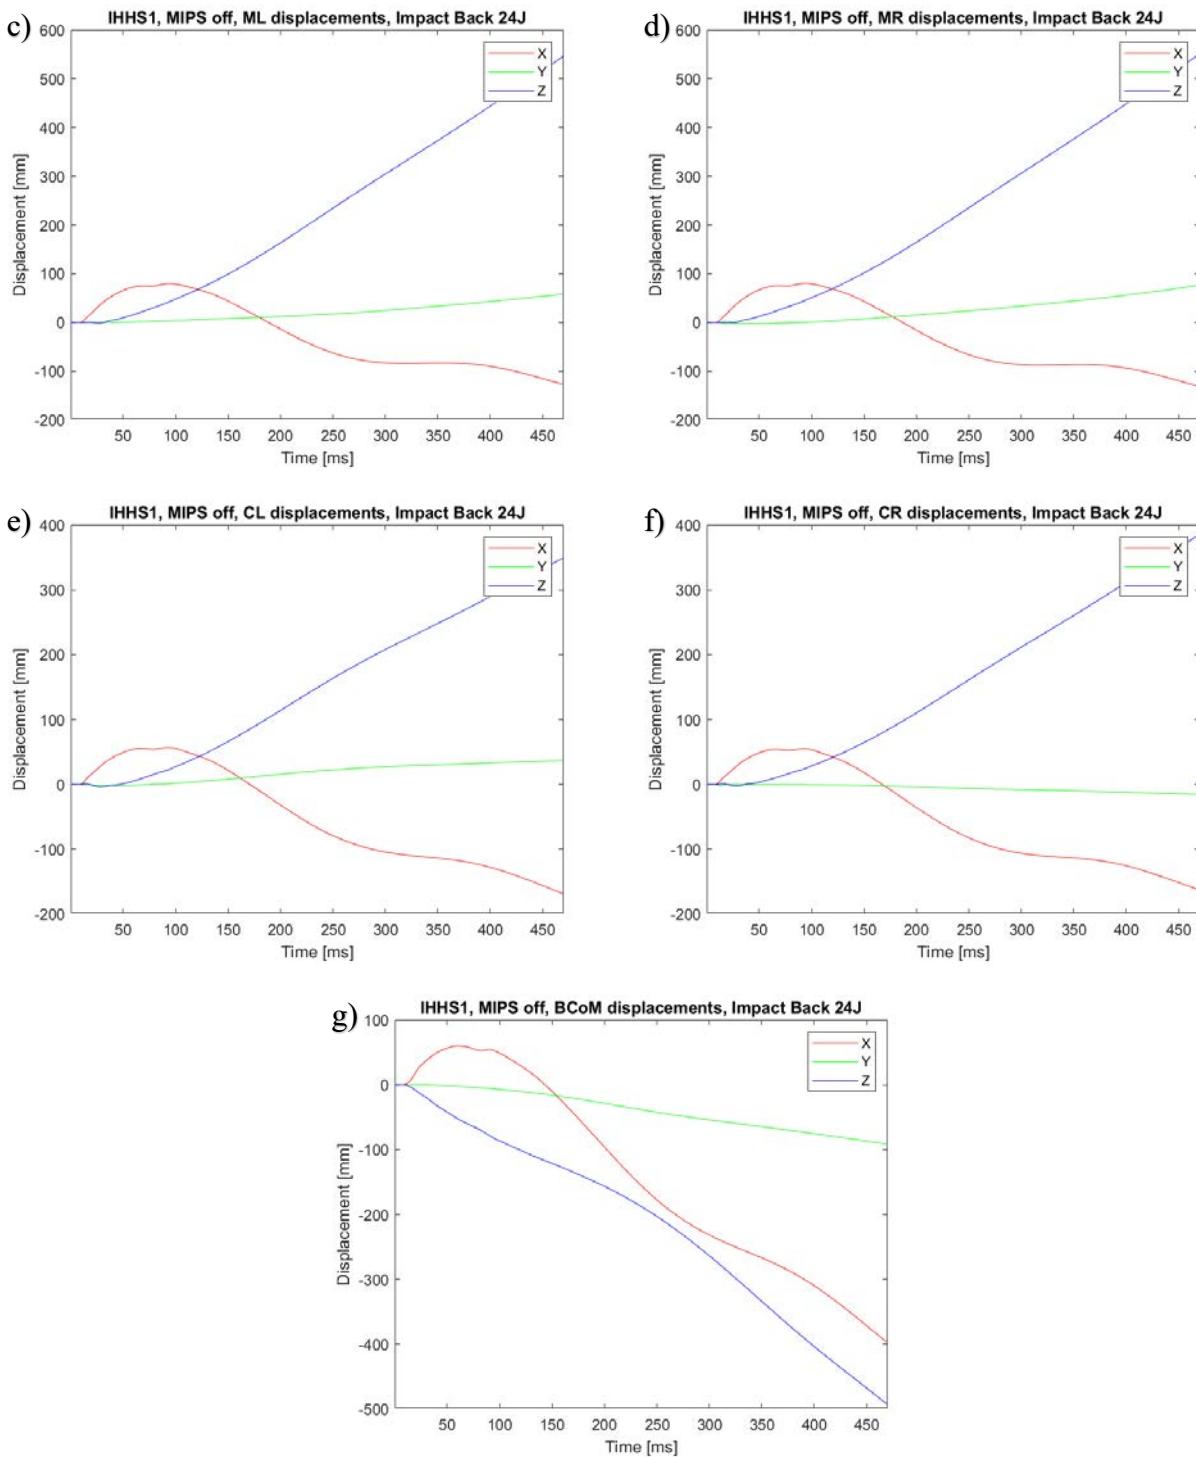 c)
IHHS1, MIPS off, ML displacements, Impact Back 24J
600
500
400
300
200
100
0
-100
-200
Displacement [mm]
X
Y
Z
50 100 150 200 250 300 350 400 450
Time [ms]
d)
IHHS1, MIPS off, MR displacements, Impact Back 24J
600
500
400
300
200
100
0
-100
-200
Displacement [mm]
X
Y
Z
50 100 150 200 250 300 350 400 450
Time [ms]
e)
IHHS1, MIPS off, CL displacements, Impact Back 24J
400
300
200
100
0
-100
-200
Displacement [mm]
X
Y
Z
50 100 150 200 250 300 350 400 450
Time [ms]
f)
IHHS1, MIPS off, CR displacements, Impact Back 24J
400
300
200
100
0
-100
-200
Displacement [mm]
X
Y
Z
50 100 150 200 250 300 350 400 450
Time [ms]
g)
IHHS1, MIPS off, BCoM displacements, Impact Back 24J
100
0
-100
-200
-300
-400
-500
Displacement [mm]
X
Y
Z
50 100 150 200 250 300 350 400 450
Time [ms]